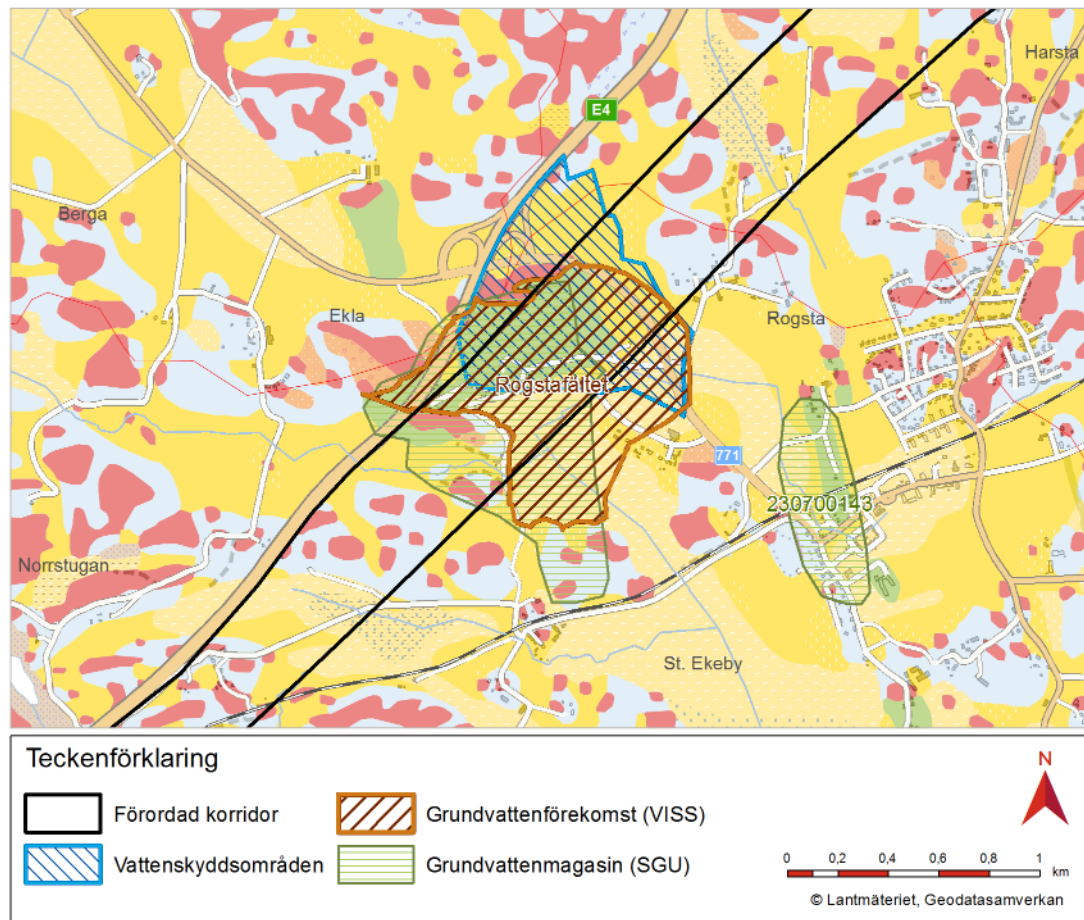 Harsta
E4
Berga
Ekla
Rogsta
Rogstafältet
771
230700143
Norrstugan
St. Ekeby
Teckenförklaring
Förordad korridor
Vattenskyddsområden
Grundvattenförekomst (VISS)
Grundvattenmagasin (SGU)
N
0 0,2 0,4 0,6 0,8 1
km
© Lantmäteriet, Geodatasamverkan